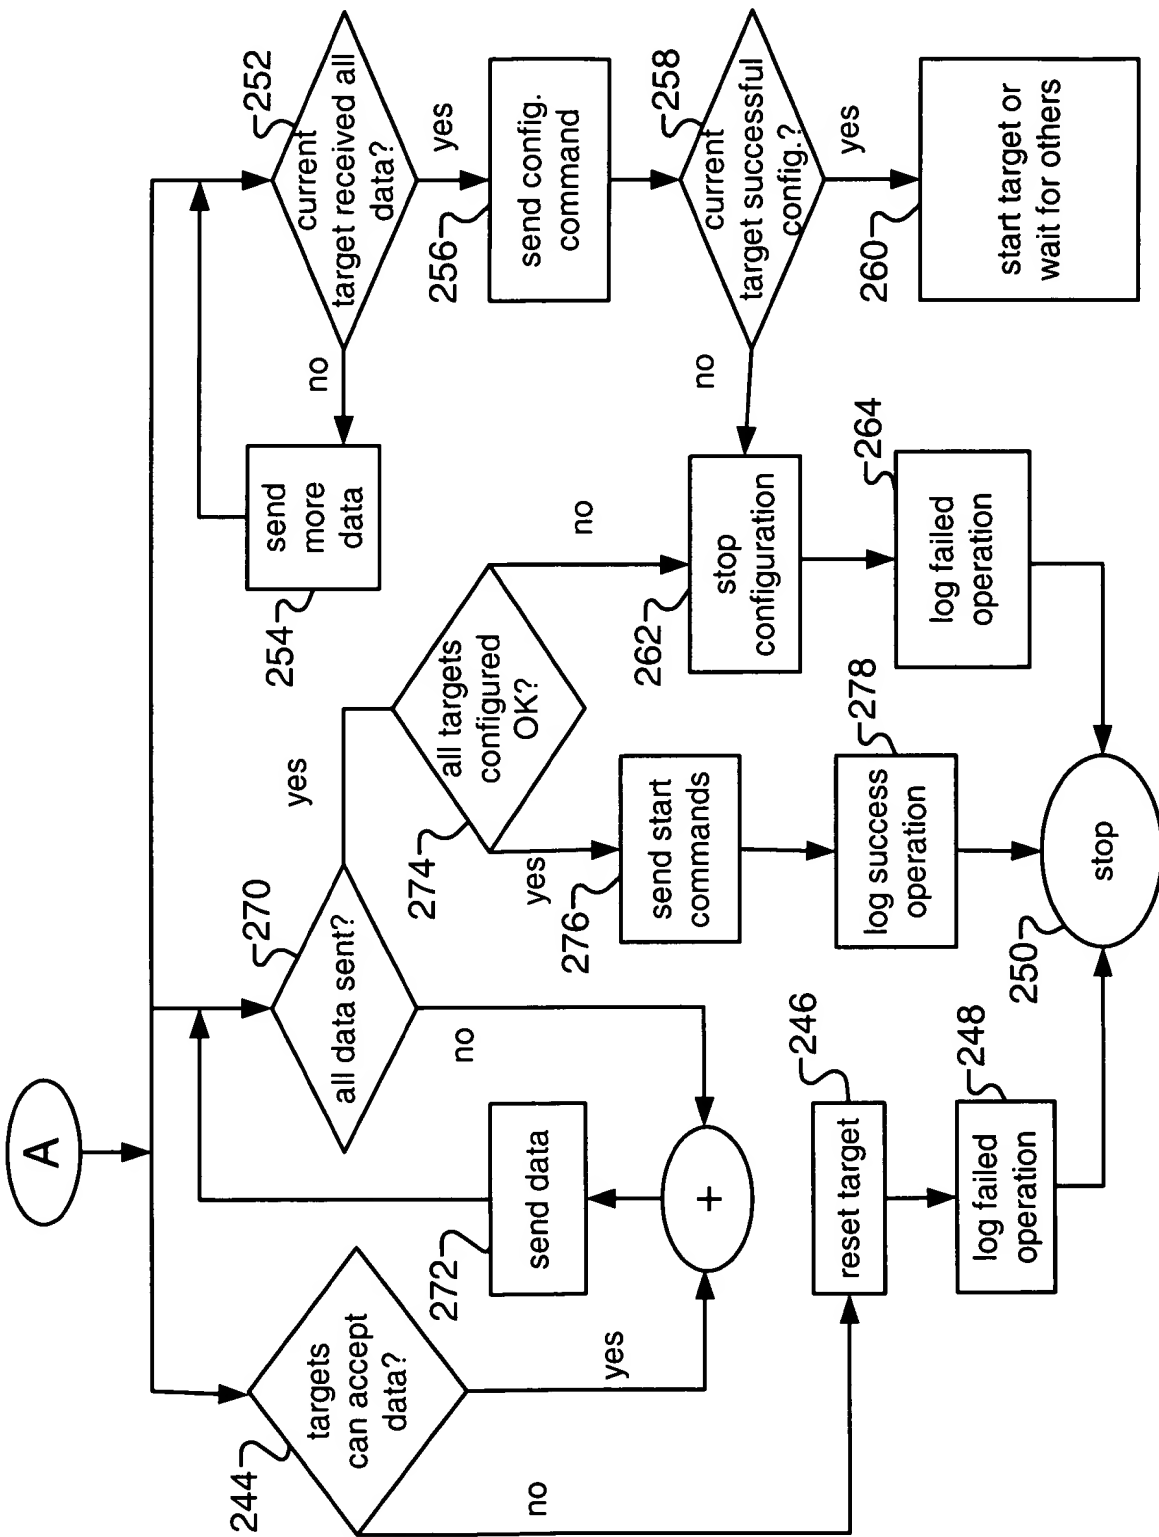 A
244
targets
can accept
data?
no
yes
+
272
send data
246
reset target
248
log failed
operation
270
all data sent?
no
yes
274
all targets
configured
OK?
yes
no
276
send start
commands
278
log success
operation
250
stop
252
current
target received all
data?
no
yes
254
send
more
data
256
send config.
command
258
current
target successful
config.?
no
yes
260
start target or
wait for others
262
stop
configuration
264
log failed
operation